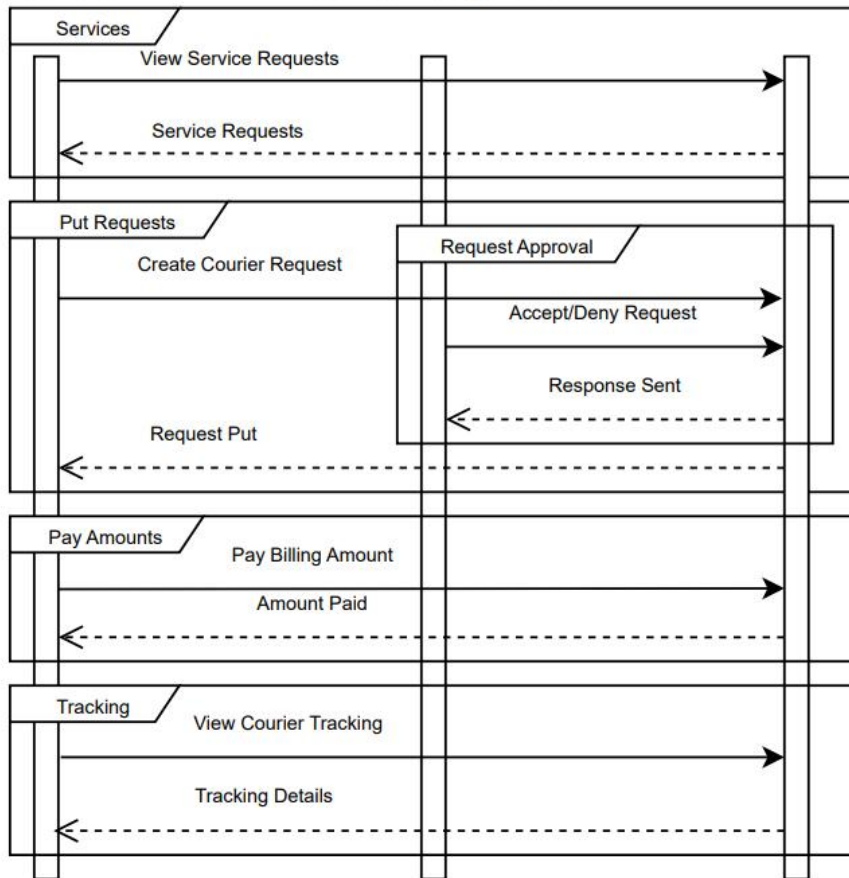 Services
View Service Requests
Service Requests
Put Requests
Request Approval
Create Courier Request
Accept/Deny Request
Response Sent
Request Put
Pay Amounts
Pay Billing Amount
Amount Paid
Tracking
View Courier Tracking
Tracking Details